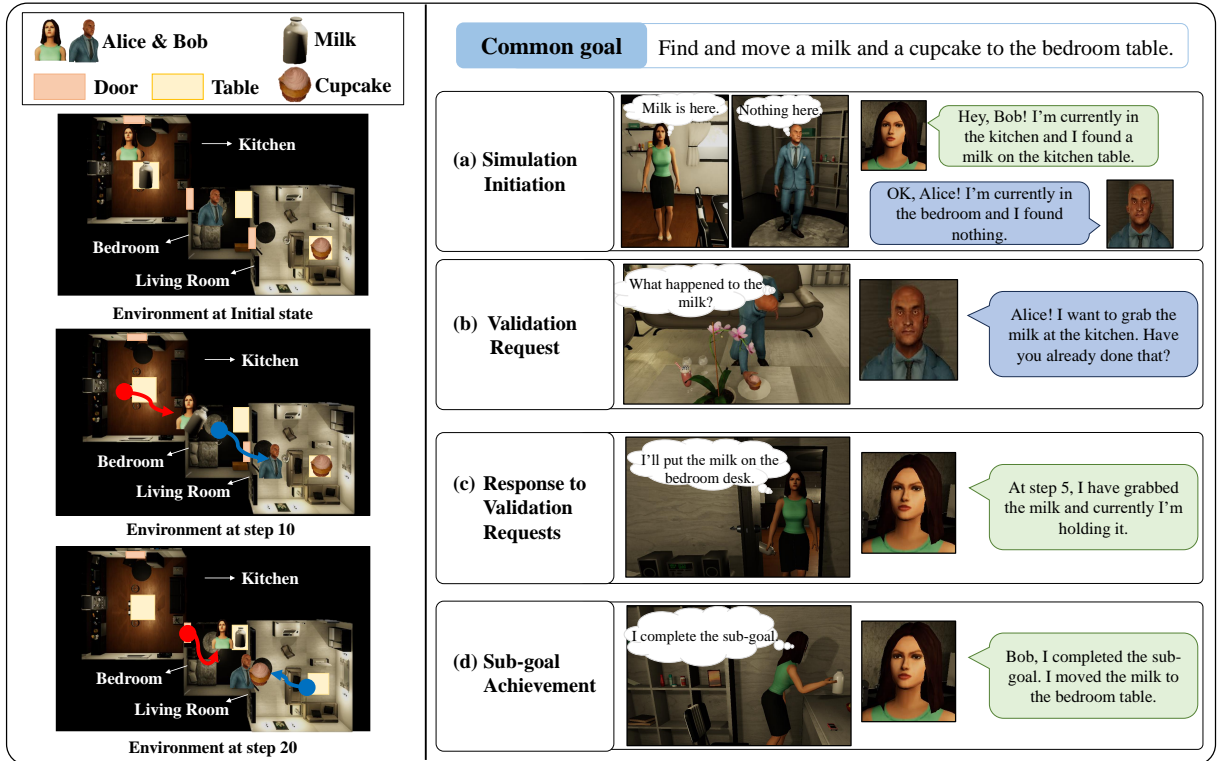 Alice & Bob
Milk
Door
Table
Cupcake
Kitchen
Bedroom
Living Room
Environment at Initial state
Kitchen
Bedroom
Living Room
Environment at step 10
Kitchen
Bedroom
Living Room
Environment at step 20
Common goal
Find and move a milk and a cupcake to the bedroom table.
(a) Simulation
Initiation
Milk is here.
Nothing here.
Hey, Bob! I'm currently in
the kitchen and I found a
milk on the kitchen table.
OK, Alice! I'm currently in
the bedroom and I found
nothing.
(b) Validation
Request
What happened to the
milk?
Alice! I want to grab the
milk at the kitchen. Have
you already done that?
(c) Response to
Validation
Requests
I'll put the milk on the
bedroom desk.
At step 5, I have grabbed
the milk and currently I'm
holding it.
(d) Sub-goal
Achievement
I complete the sub-goal.
Bob, I completed the sub-
goal. I moved the milk to
the bedroom table.